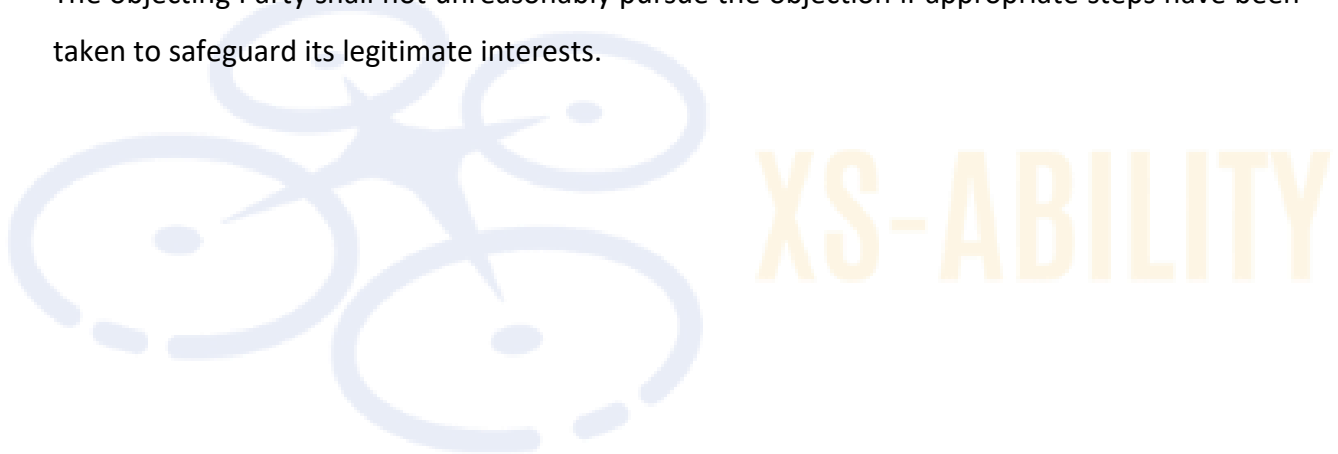 The objecting Party shall not unreasonably pursue the objection if appropriate steps have been
taken to safeguard its legitimate interests.
XS-ABILITY